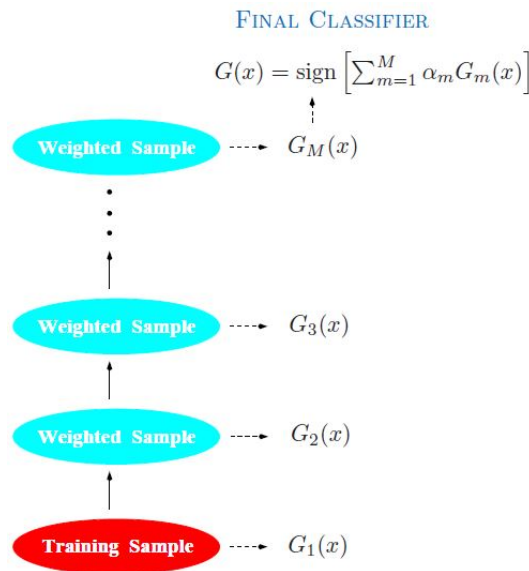 FINAL CLASSIFIER
G(x) = sign [∑_{m=1}^{M} α_m G_m(x)]
Weighted Sample
G_M(x)
Weighted Sample
G_3(x)
Weighted Sample
G_2(x)
Training Sample
G_1(x)